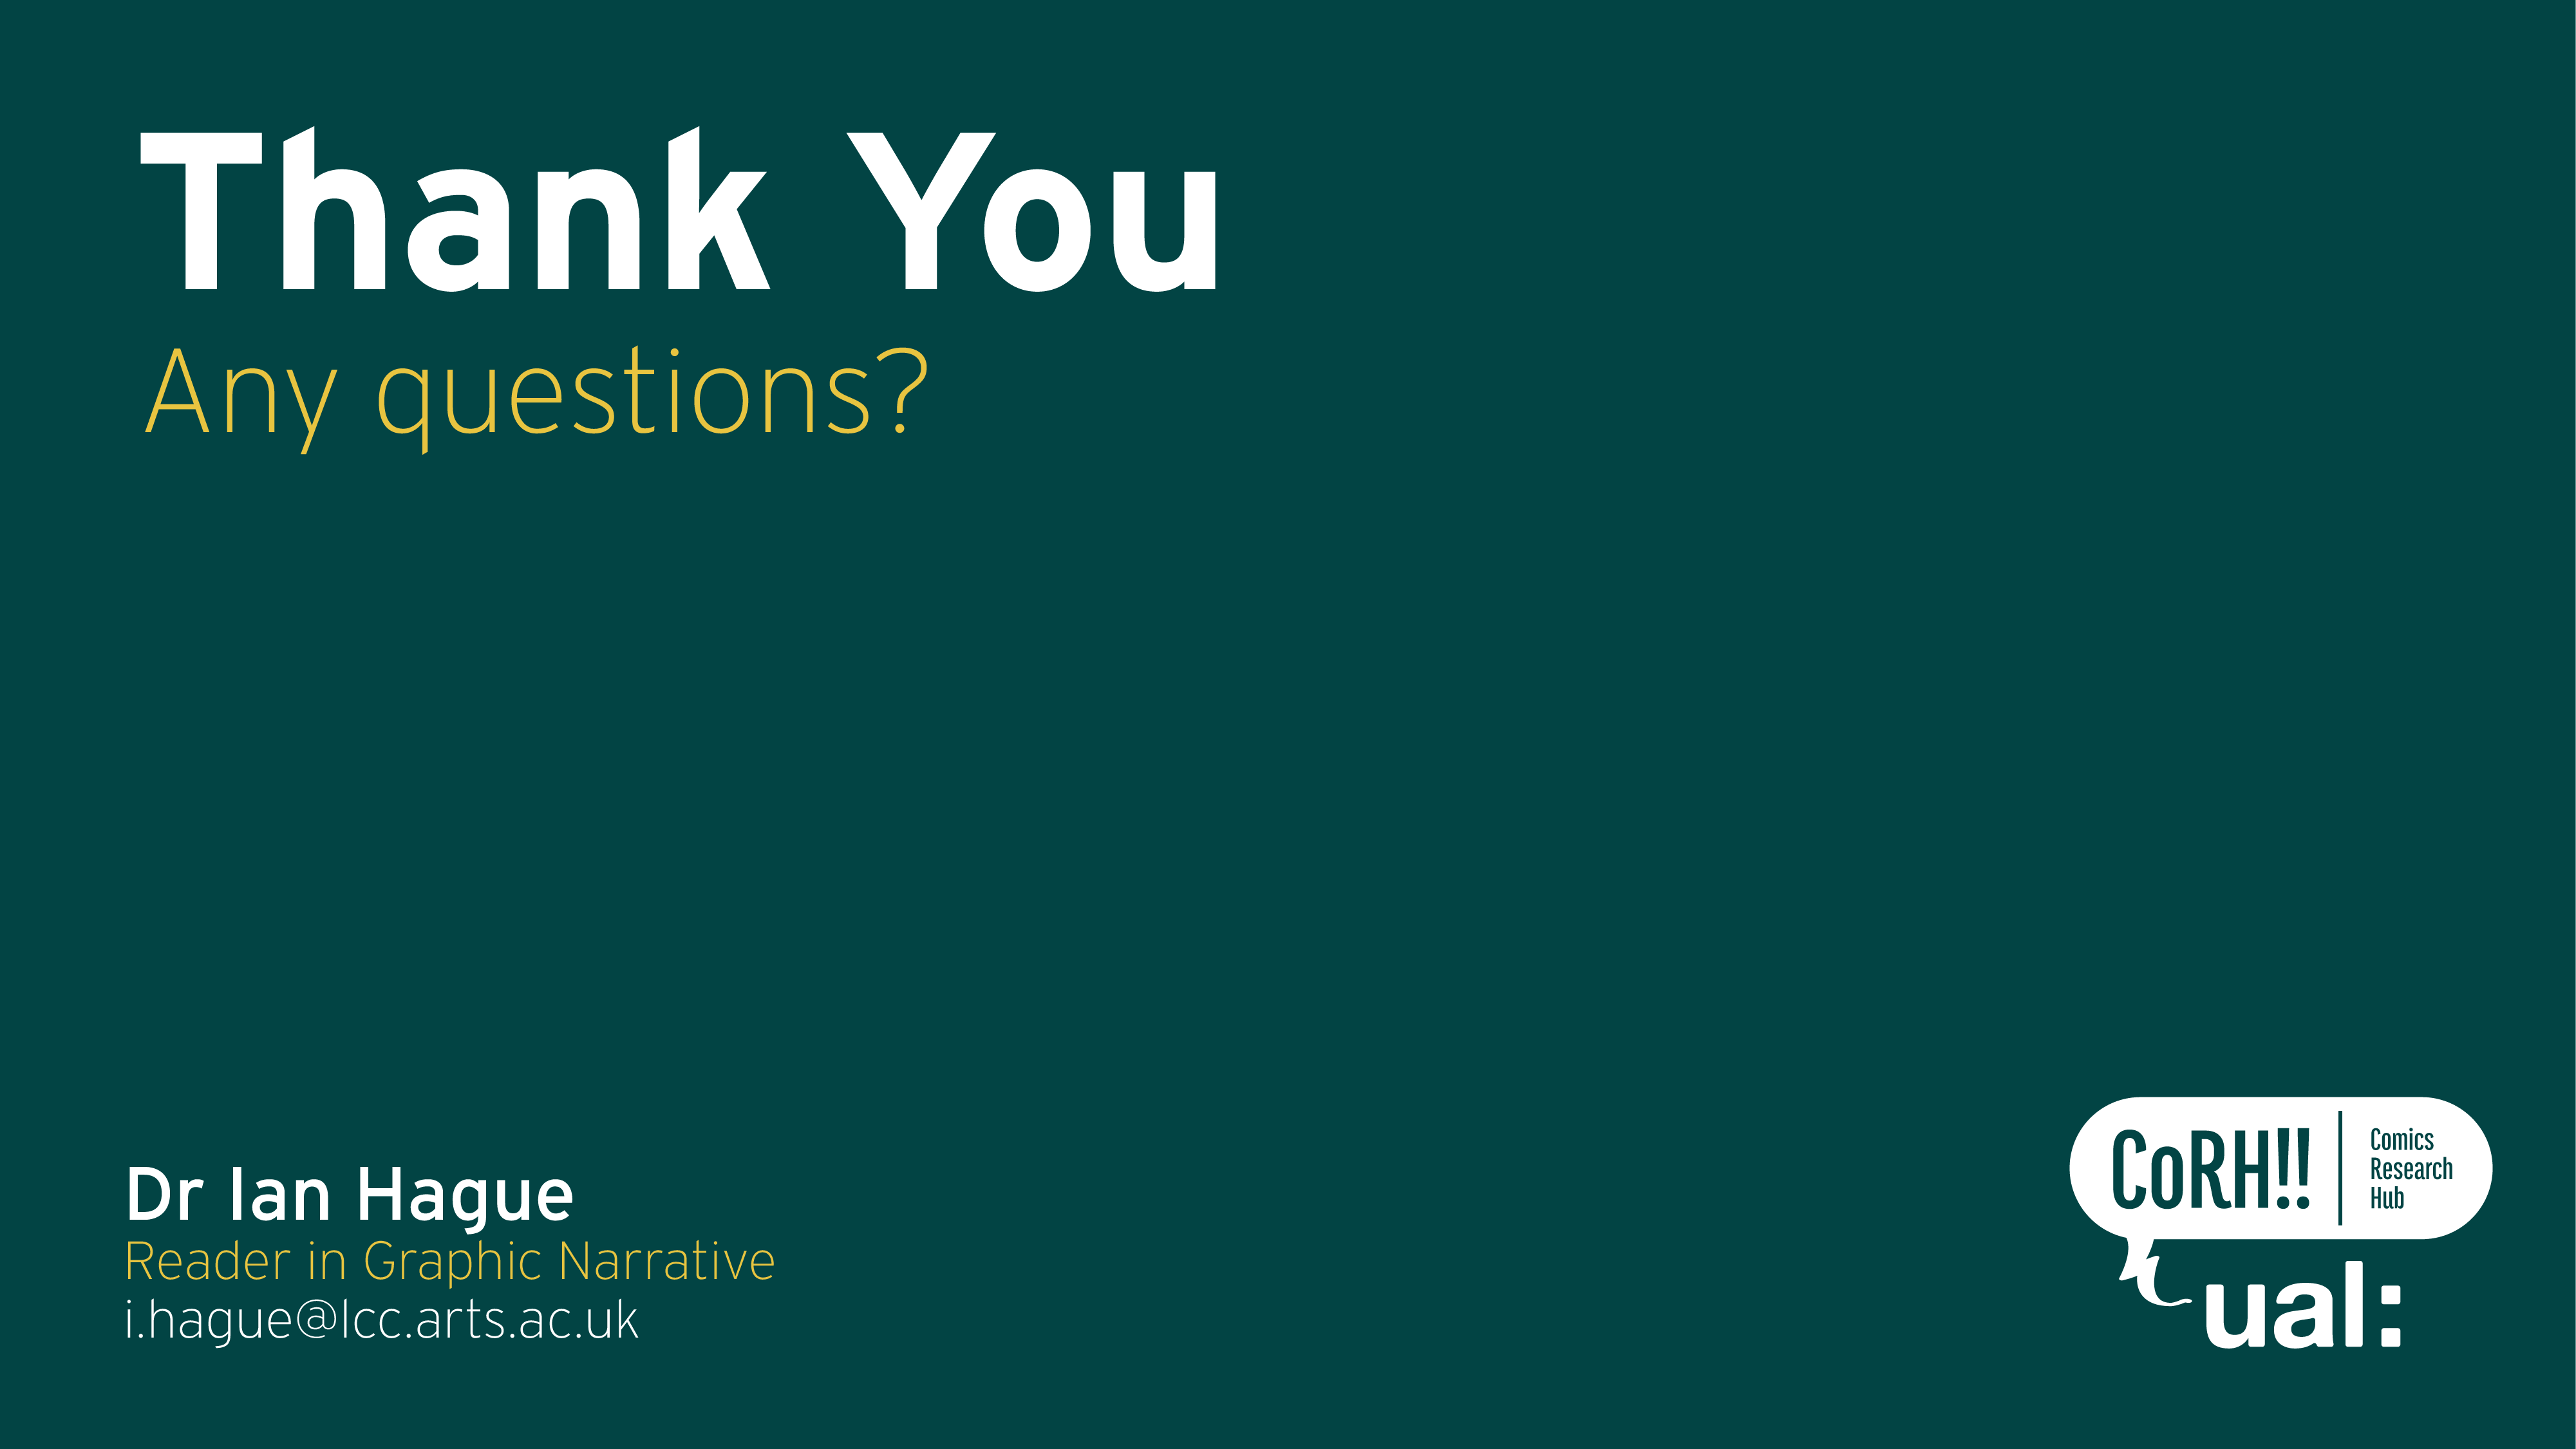 Thank You
Any questions?
Dr Ian Hague
Reader in Graphic Narrative
i.hague@lcc.arts.ac.uk
CoRH!!
Comics
Research
Hub
ual: